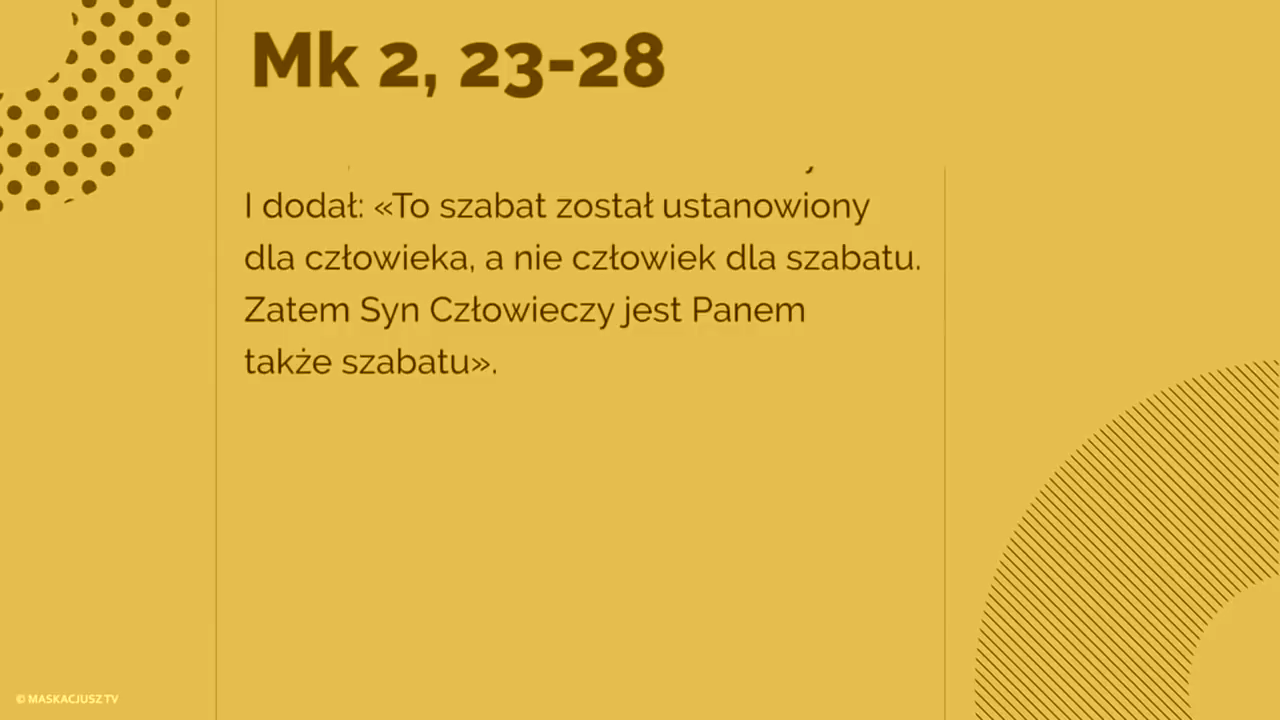 Mk 2, 23-28
I dodał: «To szabat został ustanowiony
dla człowieka, a nie człowiek dla szabatu.
Zatem Syn Człowieczy jest Panem
także szabatu».
© MASKACJUSZ TV